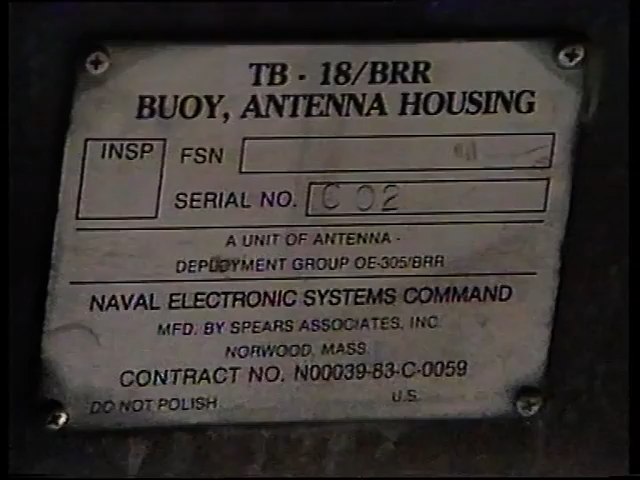 TB - 18/BRR
BUOY, ANTENNA HOUSING
INSP FSN
SERIAL NO. C 02
A UNIT OF ANTENNA -
DEPLOYMENT GROUP OE-305/BRR
NAVAL ELECTRONIC SYSTEMS COMMAND
MFD. BY SPEARS ASSOCIATES, INC.
NORWOOD, MASS.
CONTRACT NO. N00039-83-C-0059
DO NOT POLISH U.S.